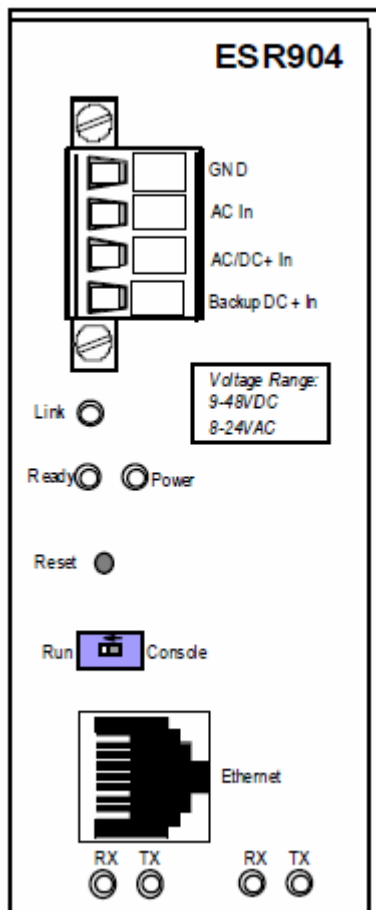 ESR904
GND
AC In
AC/DC+ In
Backup DC + In
Voltage Range:
9-48VDC
8-24VAC
Link
Ready Power
Reset
Run Console
Ethernet
RX TX RX TX